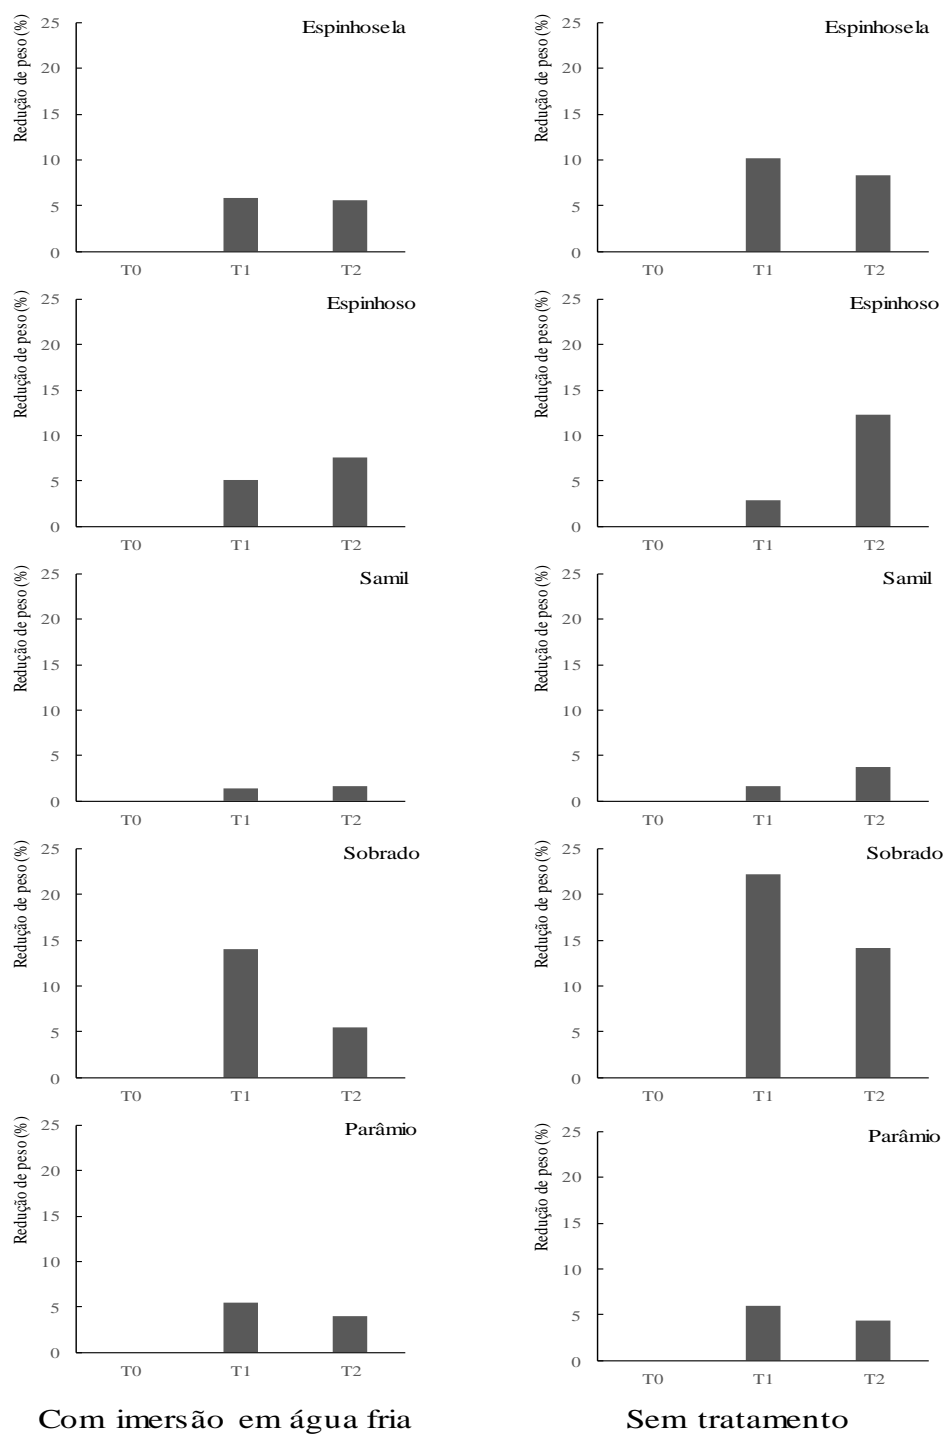 Espinhosela
Redução de peso (%)
25
20
15
10
5
0
T0 T1 T2
Espinhosela
Redução de peso (%)
25
20
15
10
5
0
T0 T1 T2
Espinhoso
Redução de peso (%)
25
20
15
10
5
0
T0 T1 T2
Espinhoso
Redução de peso (%)
25
20
15
10
5
0
T0 T1 T2
Samil
Redução de peso (%)
25
20
15
10
5
0
T0 T1 T2
Samil
Redução de peso (%)
25
20
15
10
5
0
T0 T1 T2
Sobrado
Redução de peso (%)
25
20
15
10
5
0
T0 T1 T2
Sobrado
Redução de peso (%)
25
20
15
10
5
0
T0 T1 T2
Parâmio
Redução de peso (%)
25
20
15
10
5
0
T0 T1 T2
Parâmio
Redução de peso (%)
25
20
15
10
5
0
T0 T1 T2
Com imersão em água fria
Sem tratamento